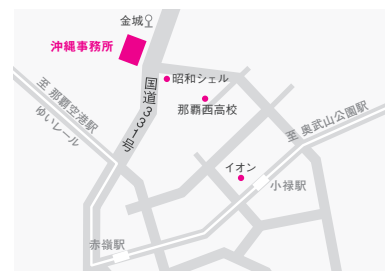 金城
沖縄事務所
昭和シェル
国道331号
那覇西高校
至 那覇空港駅
ゆいレール
至 奥武山公園駅
イオン
小禄駅
赤嶺駅